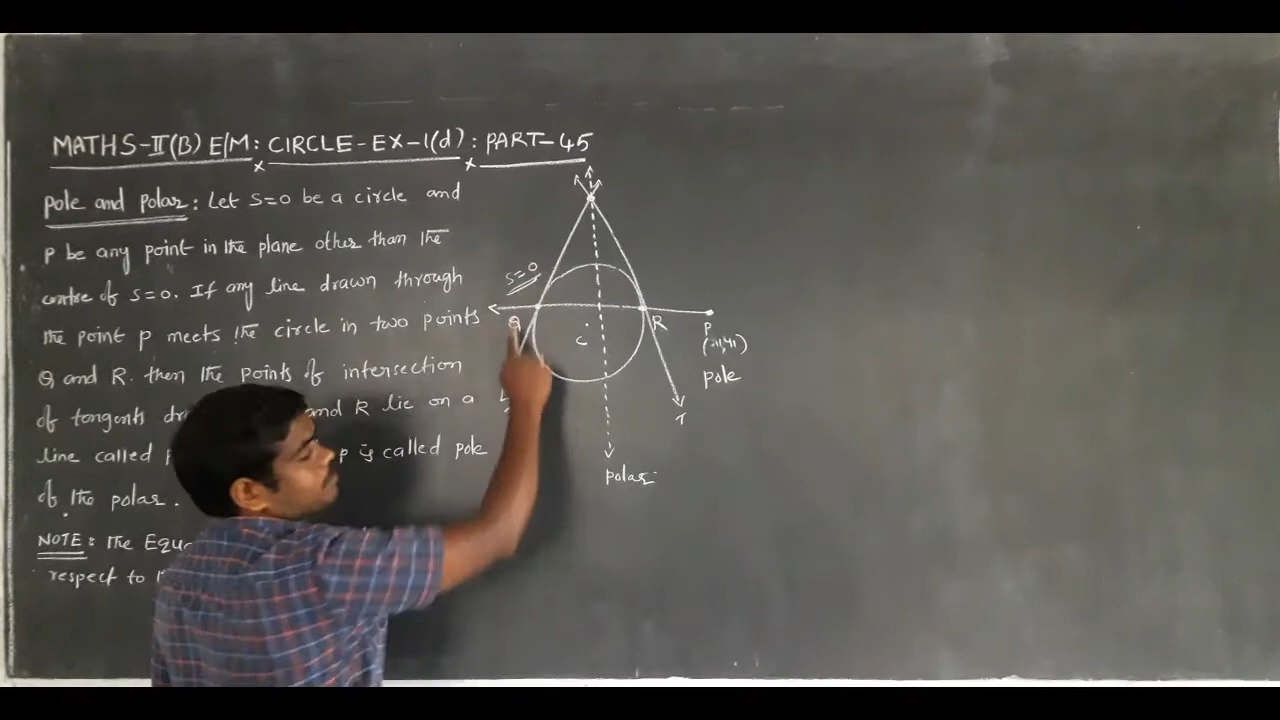 MATHS-II(B) E/M: CIRCLE-EX-1(d): PART-45
pole and polar: Let S=0 be a circle and
p be any point in the plane other than the
centre of S=0. If any line drawn through
the point p meets the circle in two points
Q and R. then the points of intersection
of tangents and R lie on a
line called p is called pole
of the polar.
NOTE: the
respect to
S=0
Q
R
C
P
(x1,y1)
pole
T
polar